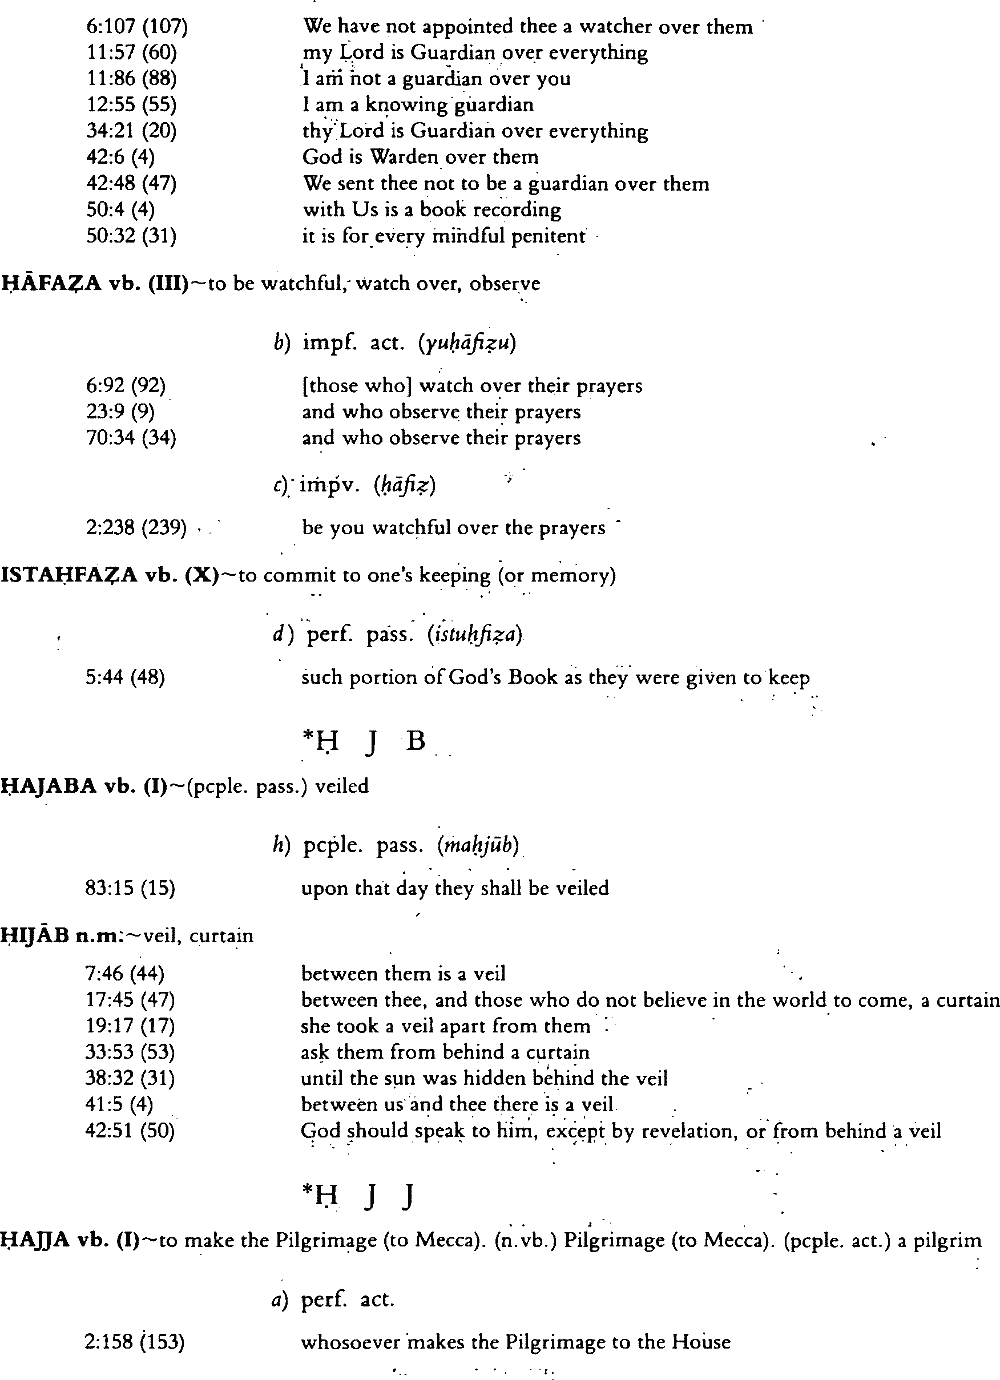 6:107 (107) We have not appointed thee a watcher over them
11:57 (60) my Lord is Guardian over everything
11:86 (88) I am not a guardian over you
12:55 (55) I am a knowing guardian
34:21 (20) thy Lord is Guardian over everything
42:6 (4) God is Warden over them
42:48 (47) We sent thee not to be a guardian over them
50:4 (4) with Us is a book recording
50:32 (31) it is for every mindful penitent
ḤĀFAẒA vb. (III)~to be watchful, watch over, observe
b) impf. act. (yuḥāfiẓu)
6:92 (92) [those who] watch over their prayers
23:9 (9) and who observe their prayers
70:34 (34) and who observe their prayers
c) impv. (ḥāfiẓ)
2:238 (239) be you watchful over the prayers
ISTAḤFAẒA vb. (X)~to commit to one's keeping (or memory)
d) perf. pass. (istuḥfiẓa)
5:44 (48) such portion of God's Book as they were given to keep
*Ḥ J B
ḤAJABA vb. (I)~(pcple. pass.) veiled
h) pcple. pass. (maḥjūb)
83:15 (15) upon that day they shall be veiled
ḤIJĀB n.m.~veil, curtain
7:46 (44) between them is a veil
17:45 (47) between thee, and those who do not believe in the world to come, a curtain
19:17 (17) she took a veil apart from them
33:53 (53) ask them from behind a curtain
38:32 (31) until the sun was hidden behind the veil
41:5 (4) between us and thee there is a veil
42:51 (50) God should speak to him, except by revelation, or from behind a veil
*Ḥ J J
ḤAJJA vb. (I)~to make the Pilgrimage (to Mecca). (n.vb.) Pilgrimage (to Mecca). (pcple. act.) a pilgrim
a) perf. act.
2:158 (153) whosoever makes the Pilgrimage to the House